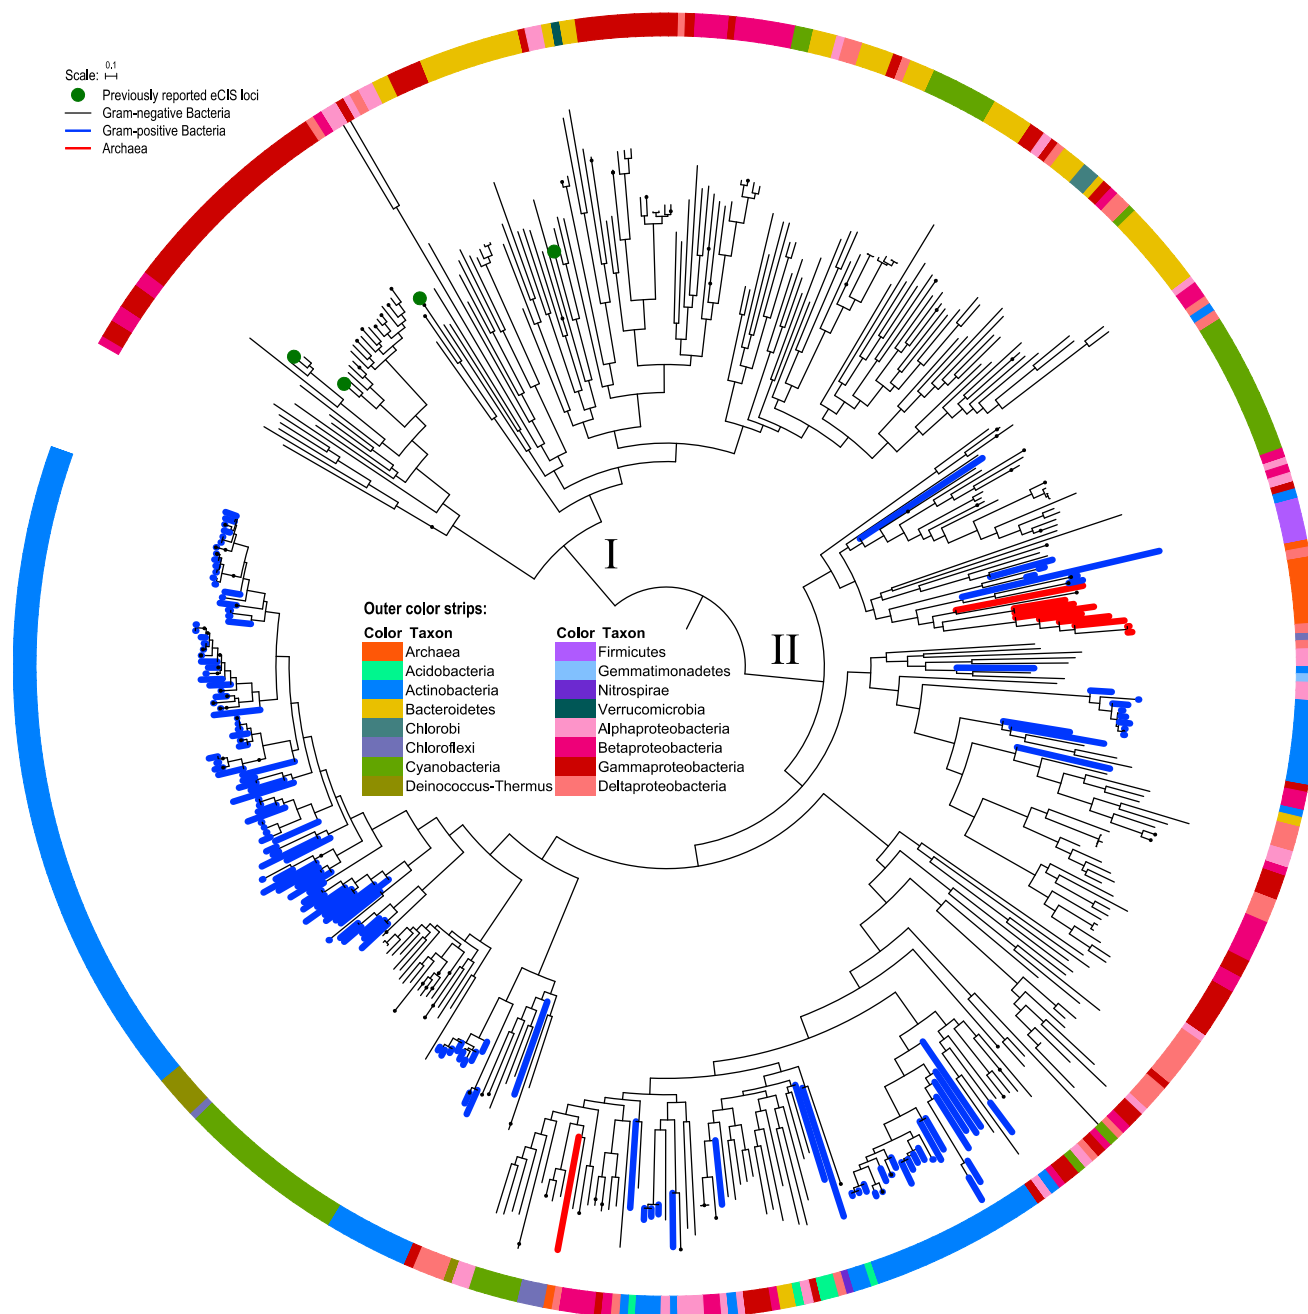 Scale: 0.1
Previously reported eCIS loci
Gram-negative Bacteria
Gram-positive Bacteria
Archaea
I
II
Outer color strips:
Color Taxon Color Taxon
Archaea Firmicutes
Acidobacteria Gemmatimonadetes
Actinobacteria Nitrospirae
Bacteroidetes Verrucomicrobia
Chlorobi Alphaproteobacteria
Chloroflexi Betaproteobacteria
Cyanobacteria Gammaproteobacteria
Deinococcus-Thermus Deltaproteobacteria